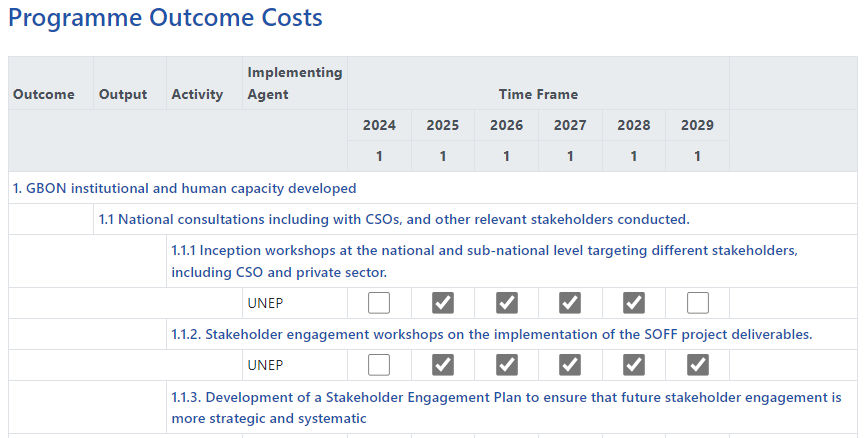 Programme Outcome Costs
Implementing
Outcome Output Activity Agent Time Frame
2024 2025 2026 2027 2028 2029
1 1 1 1 1 1
1. GBON institutional and human capacity developed
1.1 National consultations including with CSOs, and other relevant stakeholders conducted.
1.1.1 Inception workshops at the national and sub-national level targeting different stakeholders,
including CSO and private sector.
UNEP
1.1.2. Stakeholder engagement workshops on the implementation of the SOFF project deliverables.
UNEP
1.1.3. Development of a Stakeholder Engagement Plan to ensure that future stakeholder engagement is
more strategic and systematic